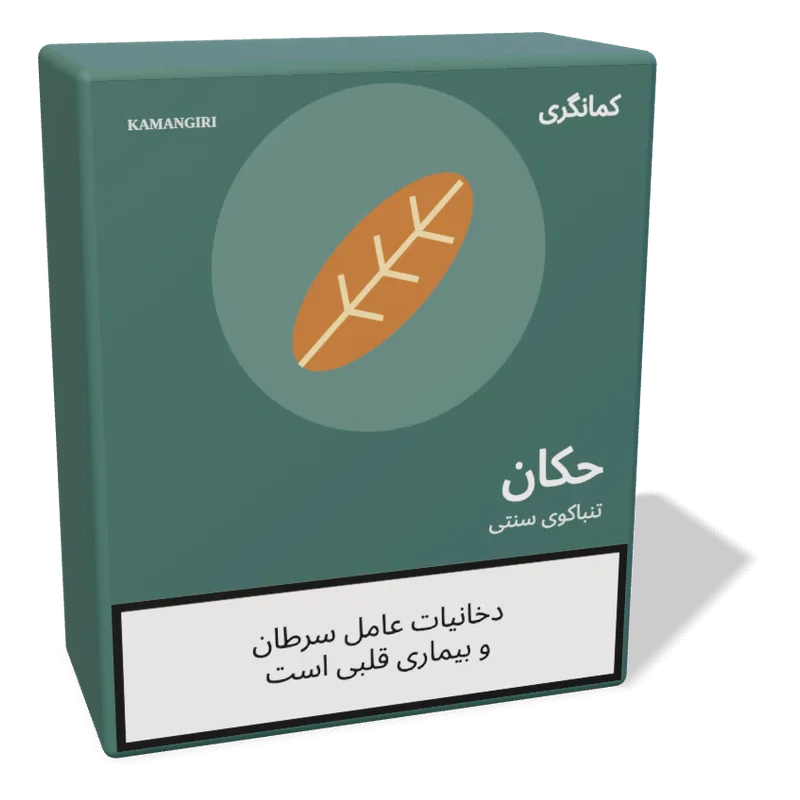 KAMANGIRI
کمانگری
حکان
تنباکوی سنتی
دخانیات عامل سرطان
و بیماری قلبی است